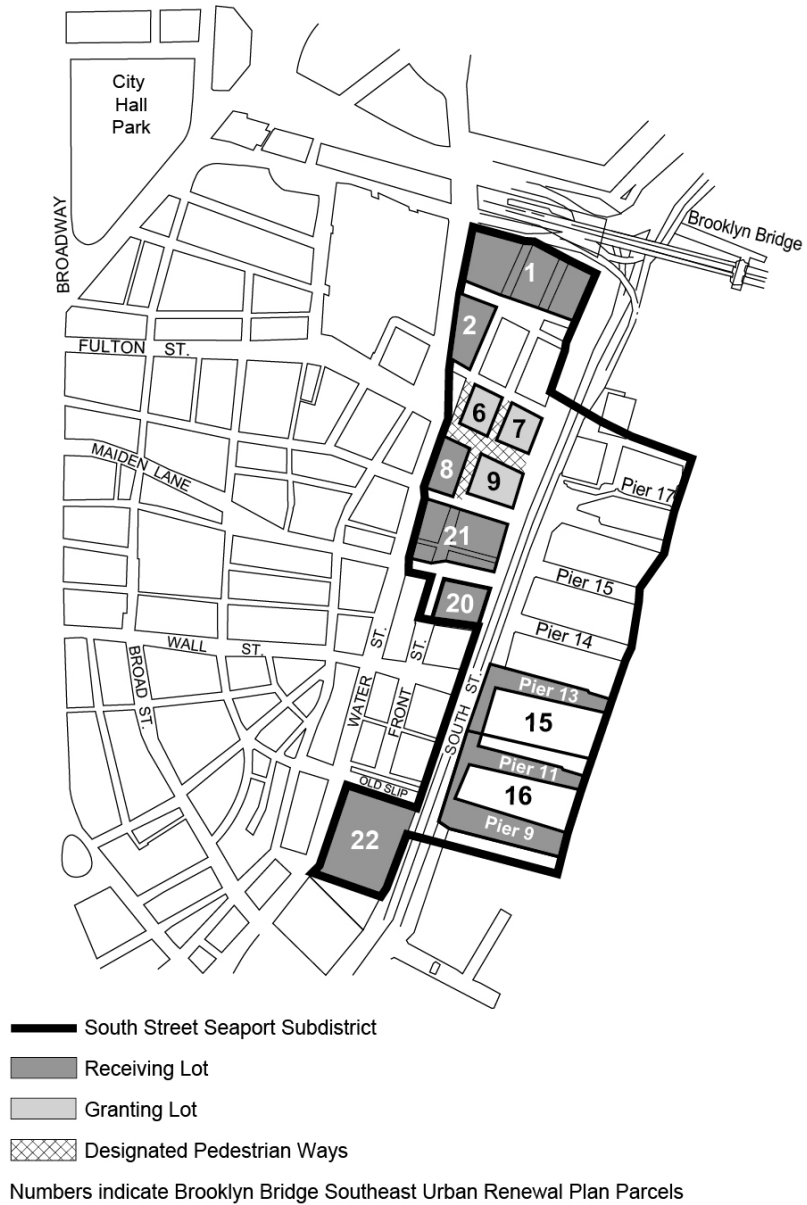 City
Hall
Park
BROADWAY
Brooklyn Bridge
1
2
FULTON ST.
6
7
MAIDEN LANE
8
9
Pier 17
21
Pier 15
20
Pier 14
WALL ST.
BROAD ST.
WATER ST.
FRONT ST.
SOUTH ST.
Pier 13
15
Pier 11
16
OLD SLIP
Pier 9
22
South Street Seaport Subdistrict
Receiving Lot
Granting Lot
Designated Pedestrian Ways
Numbers indicate Brooklyn Bridge Southeast Urban Renewal Plan Parcels